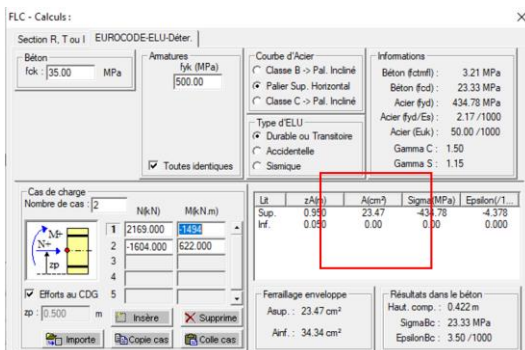 FLC - Calculs :
Section R, T ou I EUROCODE-ELU-Déter.
Béton
fck : 35.00 MPa
Armatures
fyk (MPa)
500.00
Toutes identiques
Courbe d'Acier
Classe B -> Pal. Incliné
Palier Sup. Horizontal
Classe C -> Pal. Incliné
Type d'ELU
Durable ou Transitoire
Accidentelle
Sismique
Informations
Béton (fctmfl) : 3.21 MPa
Béton (fcd) : 23.33 MPa
Acier (fyd) : 434.78 MPa
Acier (fyd/Es) : 2.17 /1000
Acier (Euk) : 50.00 /1000
Gamma C : 1.50
Gamma S : 1.15
Cas de charge
Nombre de cas : 2
N(kN) M(kN.m)
1 2169.000 -1494
2 -1604.000 622.000
3
4
5
M+
N+
zp
Efforts au CDG
zp : 0.500 m
Insère Supprime
Importe Copie cas Colle cas
Lit zA(m) A(cm²) Sigma(MPa) Epsilon(/1...
Sup. 0.950 23.47 -434.78 -4.378
Inf. 0.050 0.00 0.00 0.000
Ferraillage enveloppe
Asup. : 23.47 cm²
Ainf. : 34.34 cm²
Résultats dans le béton
Haut. comp. : 0.422 m
SigmaBc : 23.33 MPa
EpsilonBc : 3.50 /1000